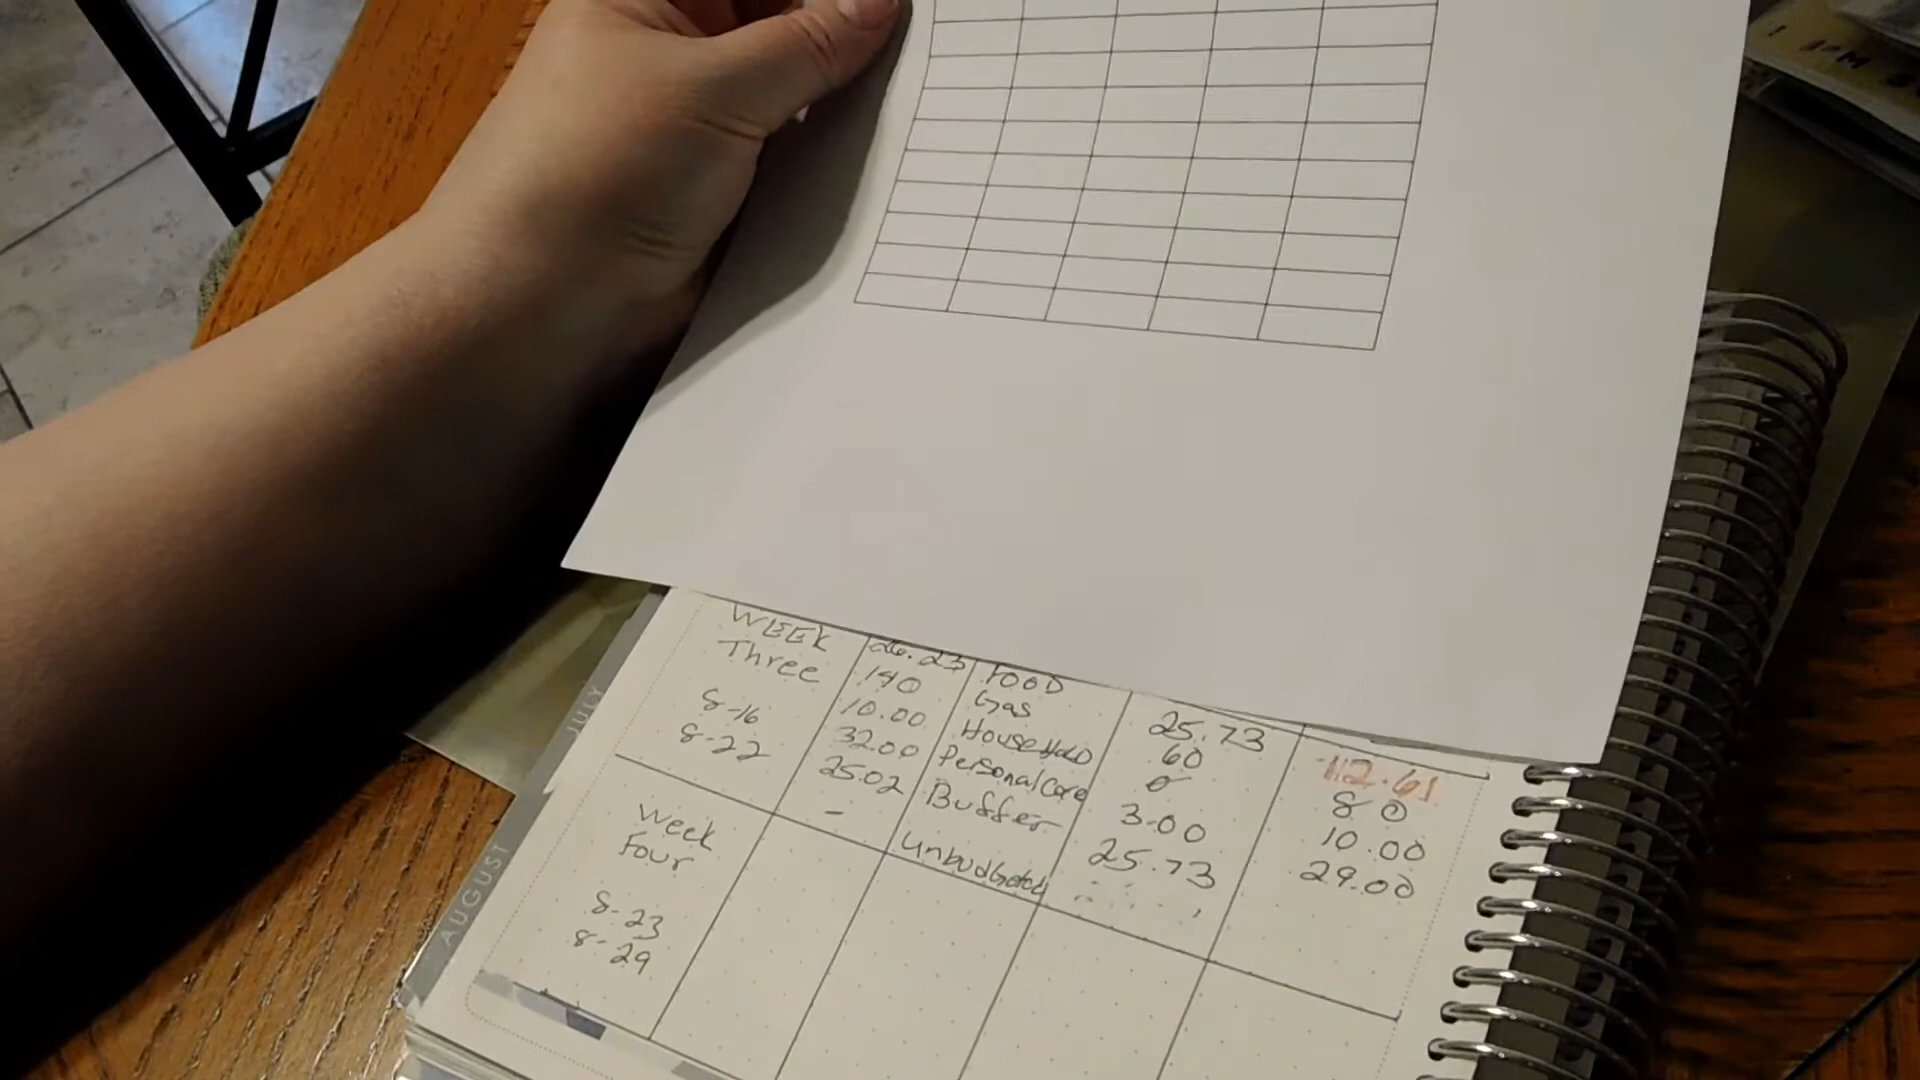 WEEK
Three
8-16
8-22
26.23
140
10.00
32.00
25.02
-
FOOD
Gas
Household
Personal Care
Buffer
unbudgeted
25.73
60
0
3.00
25.73
112.61
80
10.00
29.00
Week
Four
8-23
8-29
JULY
AUGUST